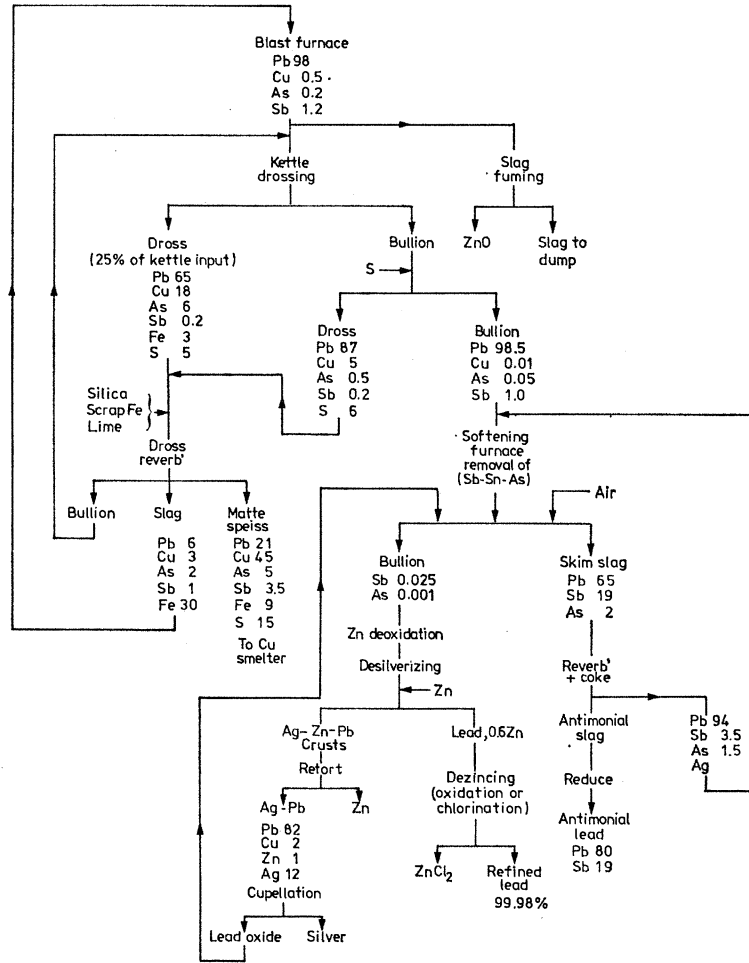 Blast furnace
Pb 98
Cu 0.5
As 0.2
Sb 1.2
Kettle
drossing
Slag
fuming
Dross
(25% of kettle input)
Pb 65
Cu 18
As 6
Sb 0.2
Fe 3
S 5
Bullion
S
ZnO
Slag to
dump
Dross
Pb 87
Cu 5
As 0.5
Sb 0.2
S 6
Bullion
Pb 98.5
Cu 0.01
As 0.05
Sb 1.0
Silica
Scrap Fe
Lime
Dross
reverb'
Softening
furnace
removal of
(Sb-Sn-As)
Air
Bullion
Slag
Pb 6
Cu 3
As 2
Sb 1
Fe 30
Matte
speiss
Pb 21
Cu 45
As 5
Sb 3.5
Fe 9
S 15
To Cu
smelter
Bullion
Sb 0.025
As 0.001
Zn deoxidation
Desilverizing
Zn
Skim slag
Pb 65
Sb 19
As 2
Reverb'
+ coke
Ag-Zn-Pb
Crusts
Retort
Lead, 0.6Zn
Dezincing
(oxidation or
chlorination)
Antimonial
slag
Reduce
Antimonial
lead
Pb 80
Sb 19
Pb 94
Sb 3.5
As 1.5
Ag
Ag-Pb
Pb 82
Cu 2
Zn 1
Ag 12
Zn
Cupellation
ZnCl2
Refined
lead
99.98%
Lead oxide
Silver